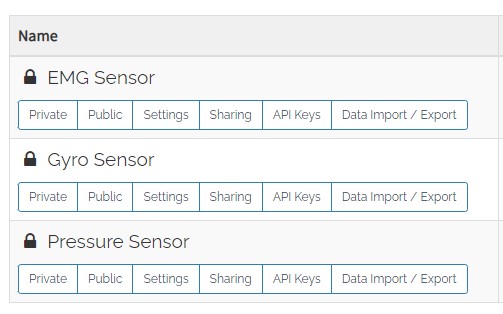 Name
EMG Sensor
Private Public Settings Sharing API Keys Data Import / Export
Gyro Sensor
Private Public Settings Sharing API Keys Data Import / Export
Pressure Sensor
Private Public Settings Sharing API Keys Data Import / Export